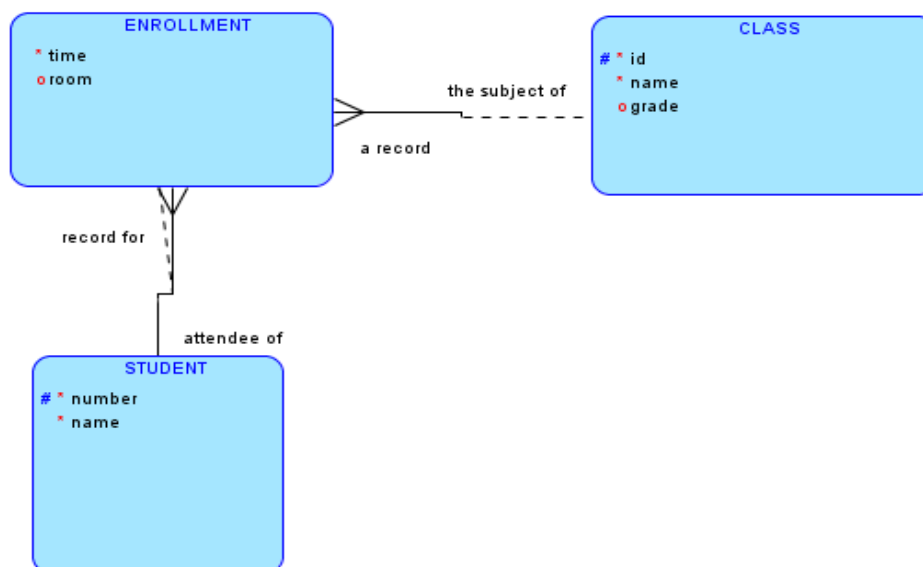 ENROLLMENT
* time
o room
CLASS
# * id
* name
o grade
the subject of
a record
record for
attendee of
STUDENT
# * number
* name